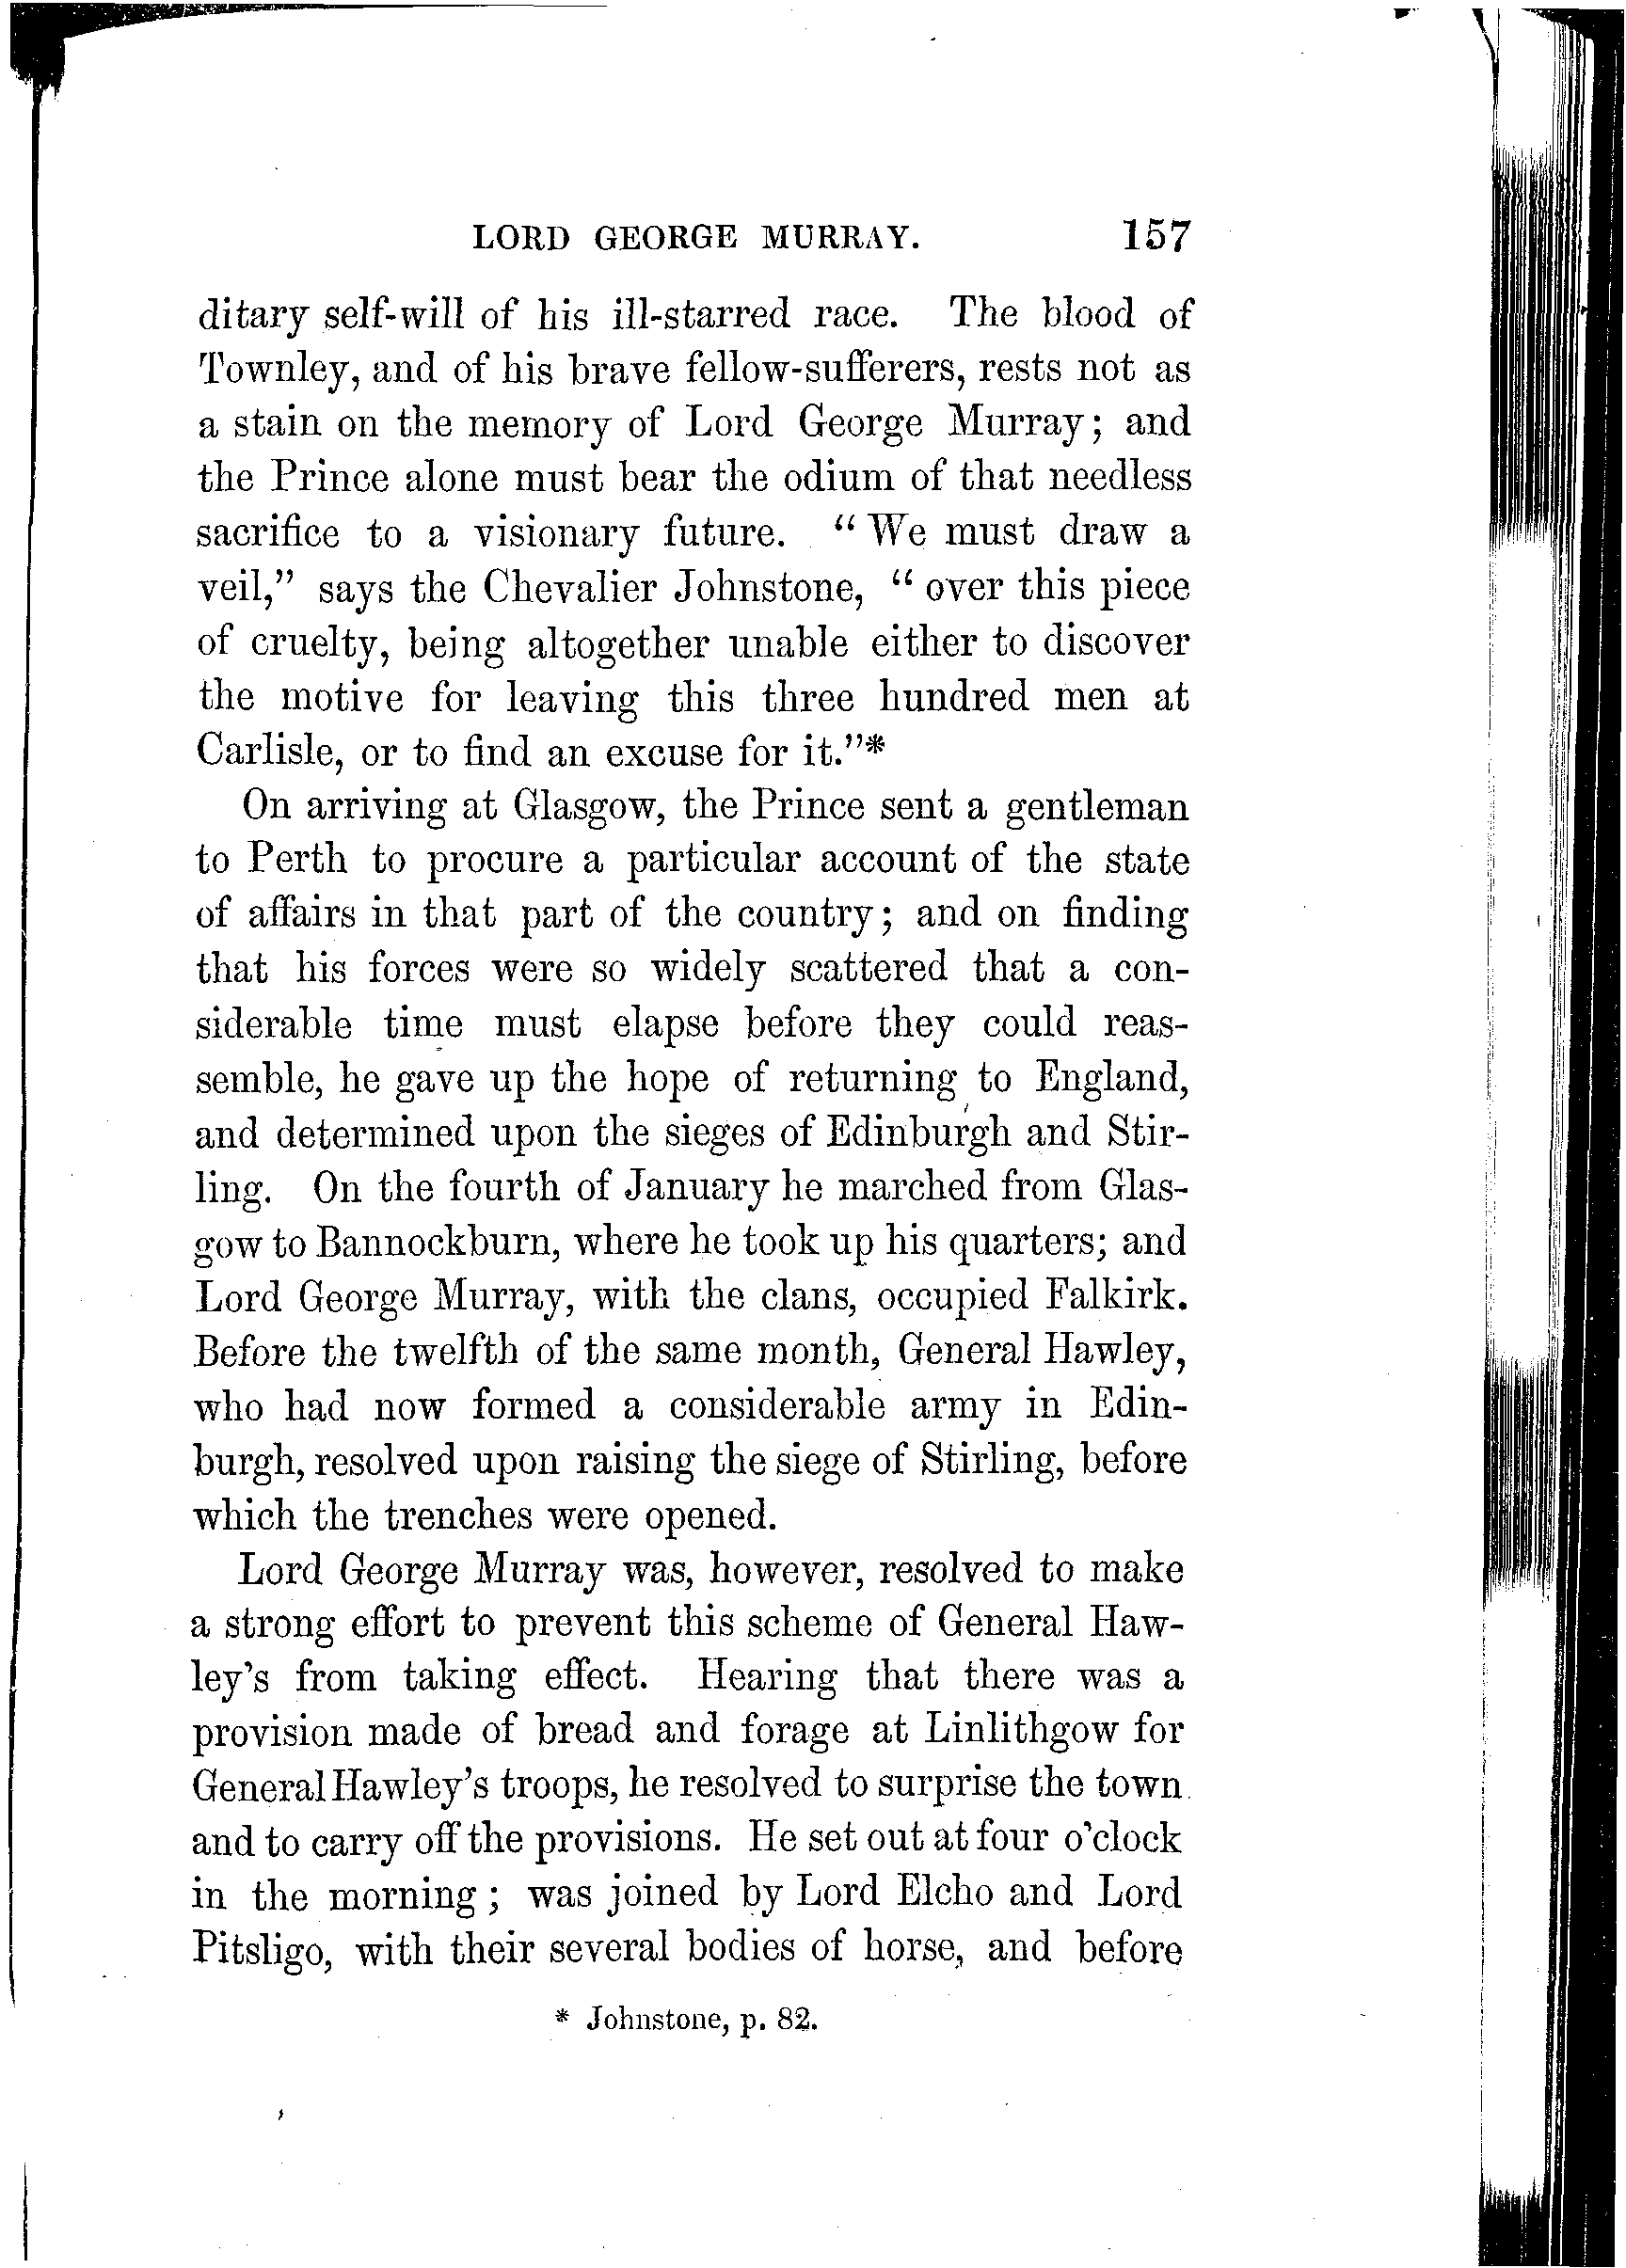 LORD GEORGE MURRAY. 157
ditary self-will of his ill-starred race. The blood of
Townley, and of his brave fellow-sufferers, rests not as
a stain on the memory of Lord George Murray; and
the Prince alone must bear the odium of that needless
sacrifice to a visionary future. “We must draw a
veil,” says the Chevalier Johnstone, “over this piece
of cruelty, being altogether unable either to discover
the motive for leaving this three hundred men at
Carlisle, or to find an excuse for it.”*
On arriving at Glasgow, the Prince sent a gentleman
to Perth to procure a particular account of the state
of affairs in that part of the country; and on finding
that his forces were so widely scattered that a con-
siderable time must elapse before they could reas-
semble, he gave up the hope of returning to England,
and determined upon the sieges of Edinburgh and Stir-
ling. On the fourth of January he marched from Glas-
gow to Bannockburn, where he took up his quarters; and
Lord George Murray, with the clans, occupied Falkirk.
Before the twelfth of the same month, General Hawley,
who had now formed a considerable army in Edin-
burgh, resolved upon raising the siege of Stirling, before
which the trenches were opened.
Lord George Murray was, however, resolved to make
a strong effort to prevent this scheme of General Haw-
ley's from taking effect. Hearing that there was a
provision made of bread and forage at Linlithgow for
General Hawley's troops, he resolved to surprise the town
and to carry off the provisions. He set out at four o'clock
in the morning; was joined by Lord Elcho and Lord
Pitsligo, with their several bodies of horse, and before
* Johnstone, p. 82.